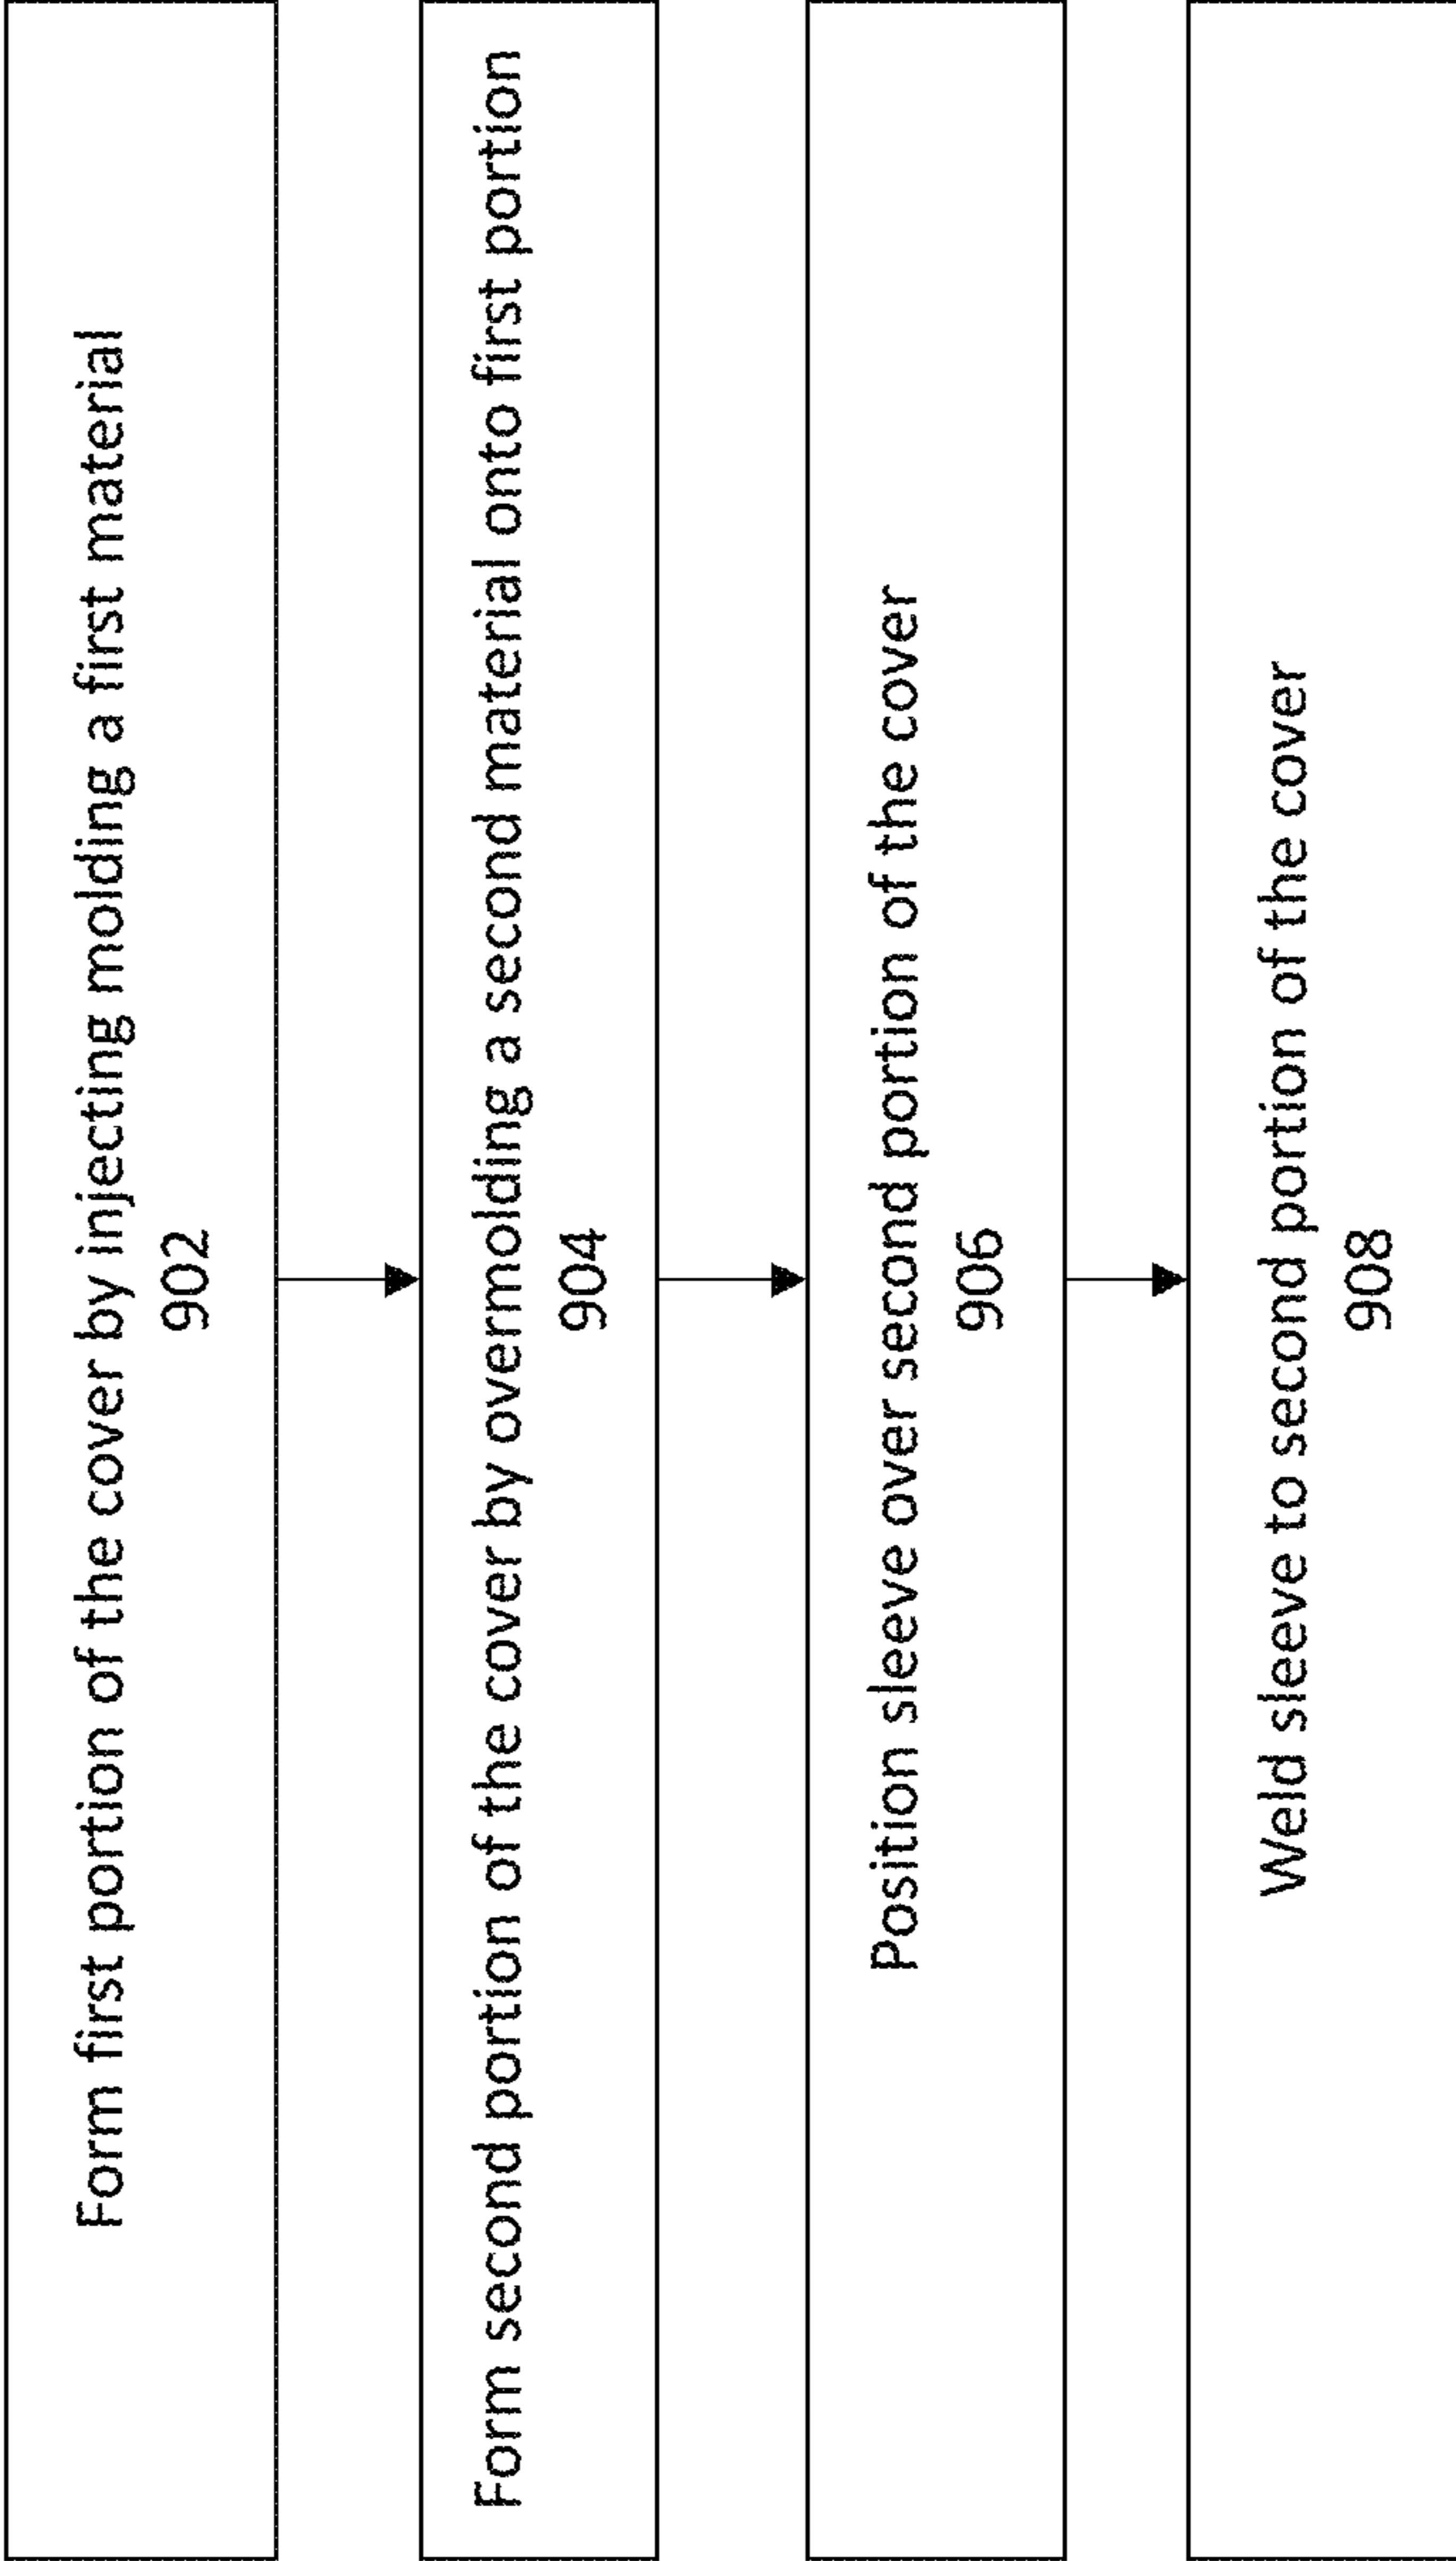 Form first portion of the cover by injecting molding a first material
902
Form second portion of the cover by overmolding a second material onto first portion
904
Position sleeve over second portion of the cover
906
Weld sleeve to second portion of the cover
908